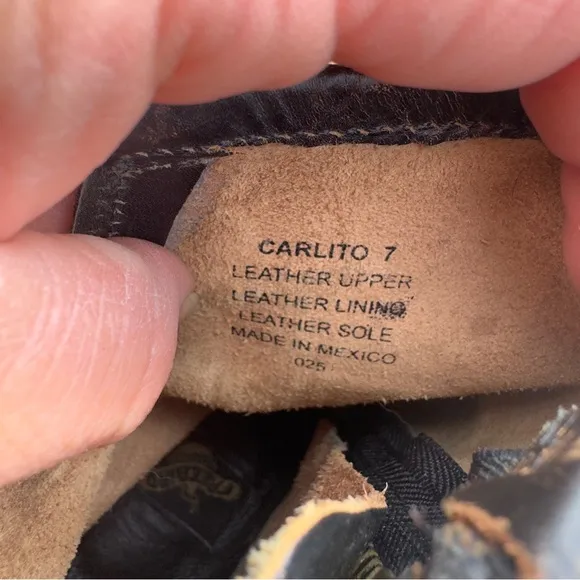 CARLITO 7
LEATHER UPPER
LEATHER LINING
LEATHER SOLE
MADE IN MEXICO
025